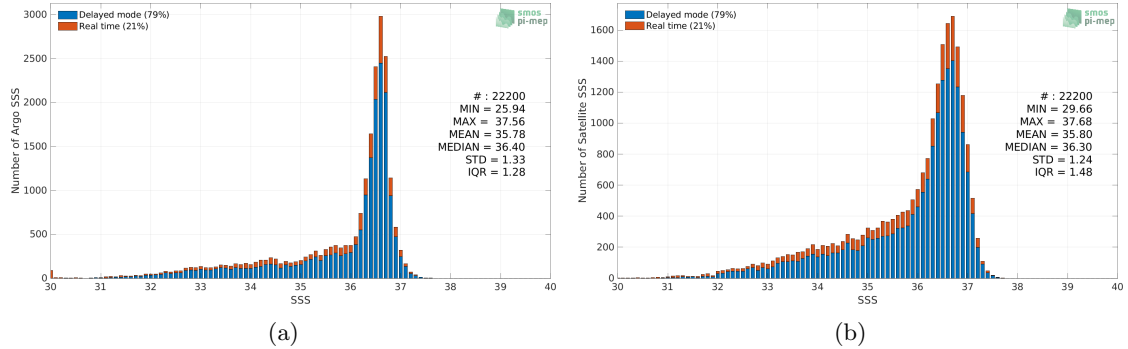 Delayed mode (79%)
Real time (21%)
smos
pi-mep
# : 22200
MIN = 25.94
MAX = 37.56
MEAN = 35.78
MEDIAN = 36.40
STD = 1.33
IQR = 1.28
Number of Argo SSS
3000
2500
2000
1500
1000
500
0
30 31 32 33 34 35 36 37 38 39 40
SSS
(a)
Delayed mode (79%)
Real time (21%)
smos
pi-mep
# : 22200
MIN = 29.66
MAX = 37.68
MEAN = 35.80
MEDIAN = 36.30
STD = 1.24
IQR = 1.48
Number of Satellite SSS
1600
1400
1200
1000
800
600
400
200
0
30 31 32 33 34 35 36 37 38 39 40
SSS
(b)